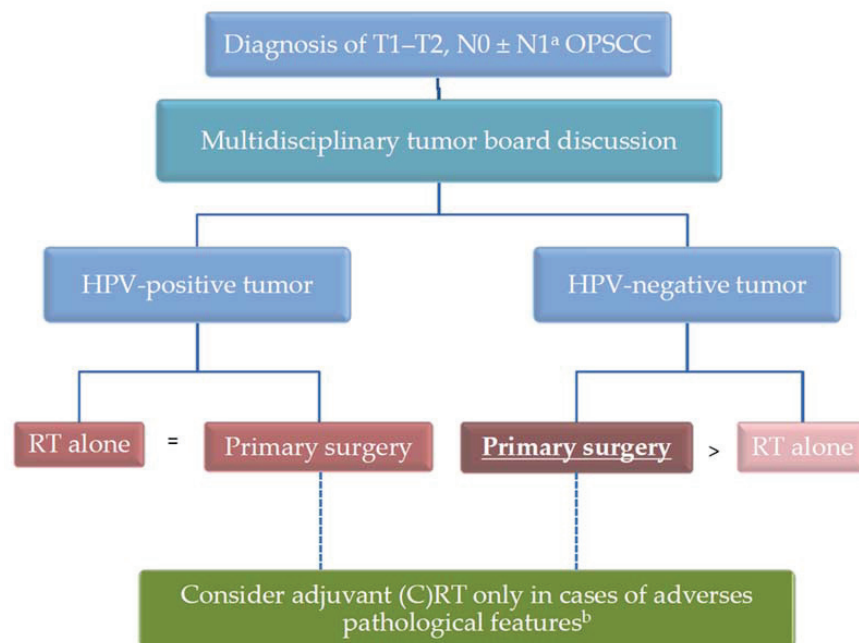 Diagnosis of T1–T2, N0 ± N1ᵃ OPSCC
Multidisciplinary tumor board discussion
HPV-positive tumor
HPV-negative tumor
RT alone = Primary surgery
Primary surgery > RT alone
Consider adjuvant (C)RT only in cases of adverses
pathological featuresᵇ